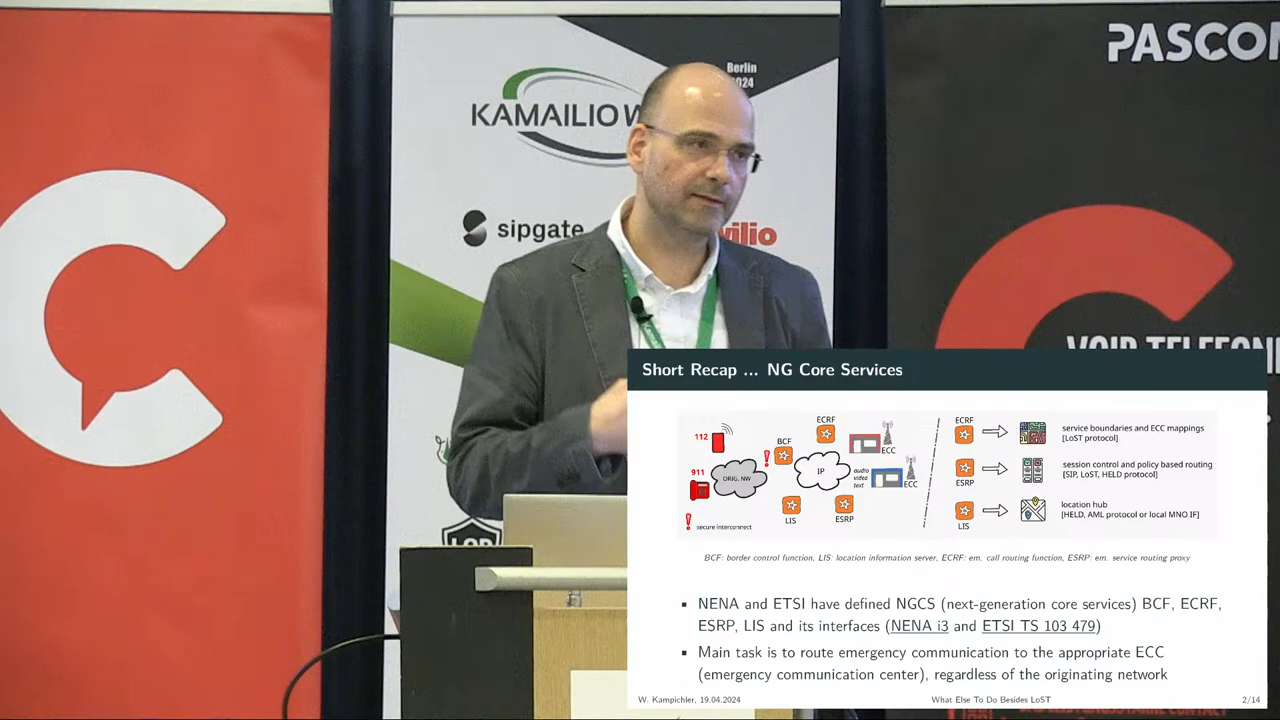 PASCOM
Berlin
2024
KAMAILIO W
sipgate
VOIP TELEFONI
Short Recap ... NG Core Services
112
911
ORIG. NW
secure interconnect
BCF
ECRF
IP
LIS
ESRP
audio
video
text
ECC
ECC
ECRF
service boundaries and ECC mappings
[LoST protocol]
ESRP
session control and policy based routing
[SIP, LoST, HELD protocol]
LIS
location hub
[HELD, AML protocol or local MNO IF]
BCF: border control function, LIS: location information server, ECRF: em. call routing function, ESRP: em. service routing proxy
▪ NENA and ETSI have defined NGCS (next-generation core services) BCF, ECRF,
ESRP, LIS and its interfaces (NENA i3 and ETSI TS 103 479)
▪ Main task is to route emergency communication to the appropriate ECC
(emergency communication center), regardless of the originating network
W. Kampichler, 19.04.2024
What Else To Do Besides LoST
2/14